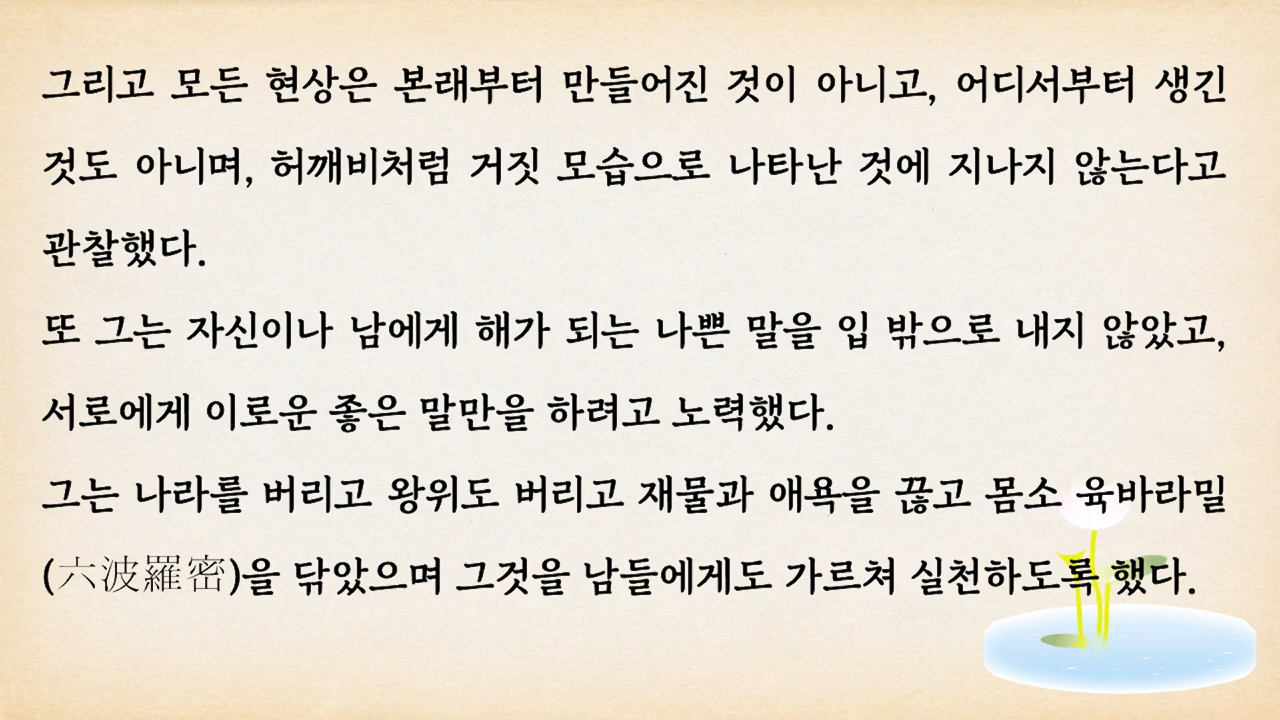 그리고 모든 현상은 본래부터 만들어진 것이 아니고, 어디서부터 생긴
것도 아니며, 허깨비처럼 거짓 모습으로 나타난 것에 지나지 않는다고
관찰했다.
또 그는 자신이나 남에게 해가 되는 나쁜 말을 입 밖으로 내지 않았고,
서로에게 이로운 좋은 말만을 하려고 노력했다.
그는 나라를 버리고 왕위도 버리고 재물과 애욕을 끊고 몸소 육바라밀
(六波羅密)을 닦았으며 그것을 남들에게도 가르쳐 실천하도록 했다.